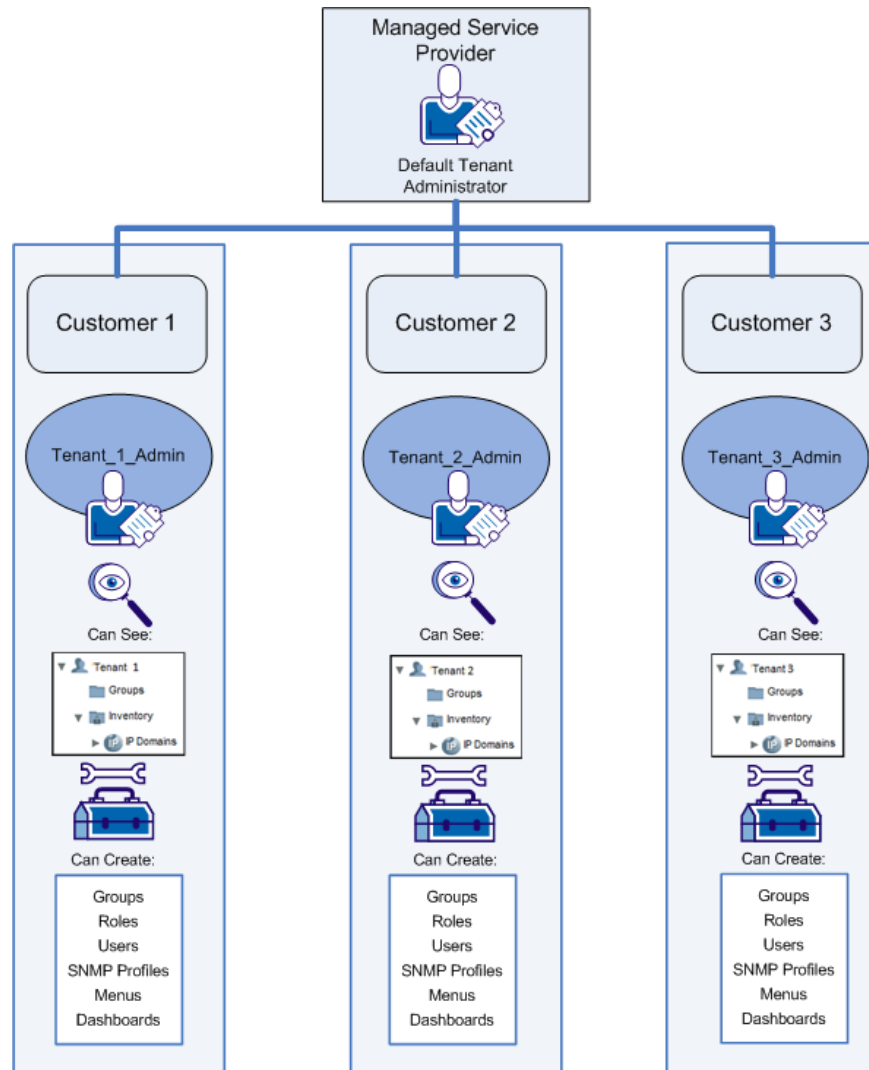 Managed Service
Provider
Default Tenant
Administrator
Customer 1
Tenant_1_Admin
Can See:
Tenant 1
Groups
Inventory
IP
IP Domains
Can Create:
Groups
Roles
Users
SNMP Profiles
Menus
Dashboards
Customer 2
Tenant_2_Admin
Can See:
Tenant 2
Groups
Inventory
IP
IP Domains
Can Create:
Groups
Roles
Users
SNMP Profiles
Menus
Dashboards
Customer 3
Tenant_3_Admin
Can See:
Tenant 3
Groups
Inventory
IP
IP Domains
Can Create:
Groups
Roles
Users
SNMP Profiles
Menus
Dashboards